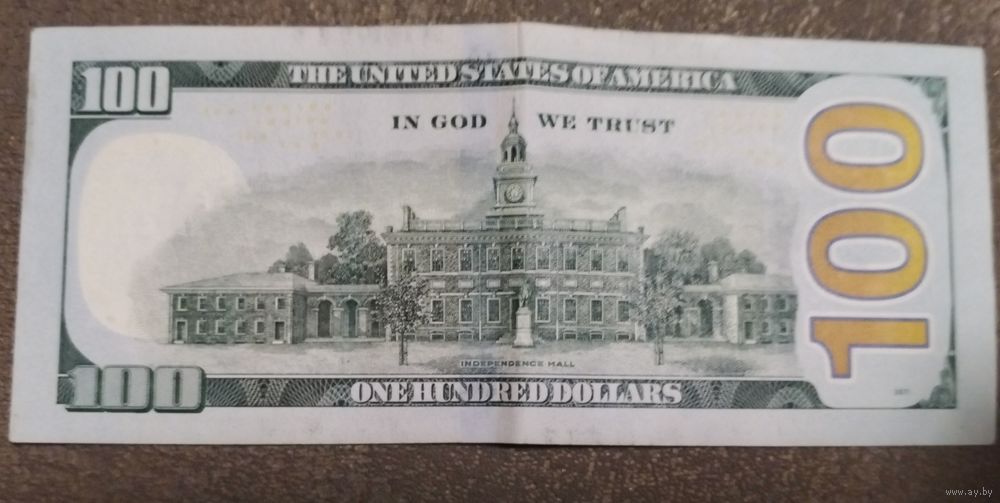 100
THE UNITED STATES OF AMERICA
IN GOD WE TRUST
100
INDEPENDENCE HALL
100
ONE HUNDRED DOLLARS
www.ay.by